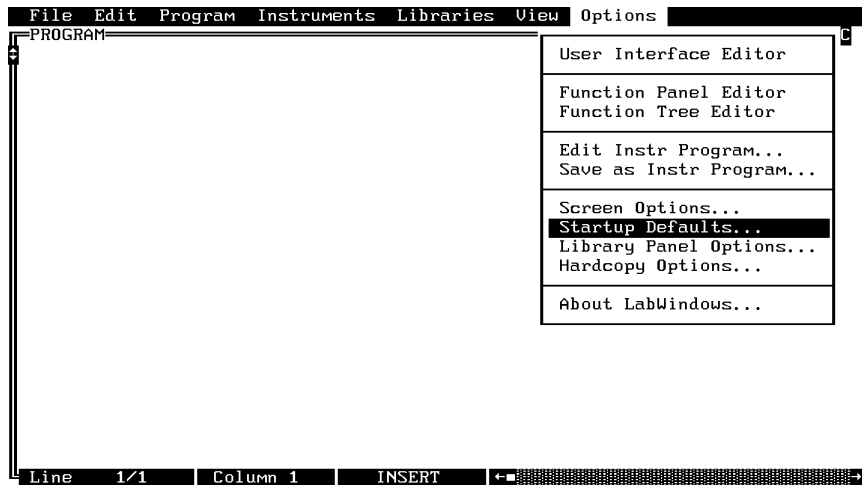 File Edit Program Instruments Libraries View Options
PROGRAM
C
User Interface Editor
Function Panel Editor
Function Tree Editor
Edit Instr Program...
Save as Instr Program...
Screen Options...
Startup Defaults...
Library Panel Options...
Hardcopy Options...
About LabWindows...
Line 1/1 Column 1 INSERT